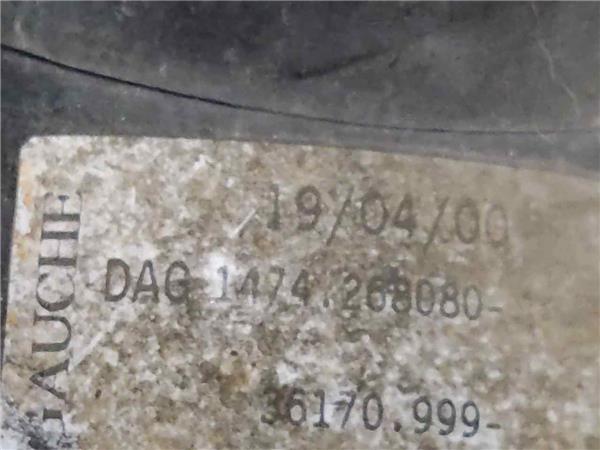 GAUCHE
19/04/00
DAG 1474.268080-
36170.999-